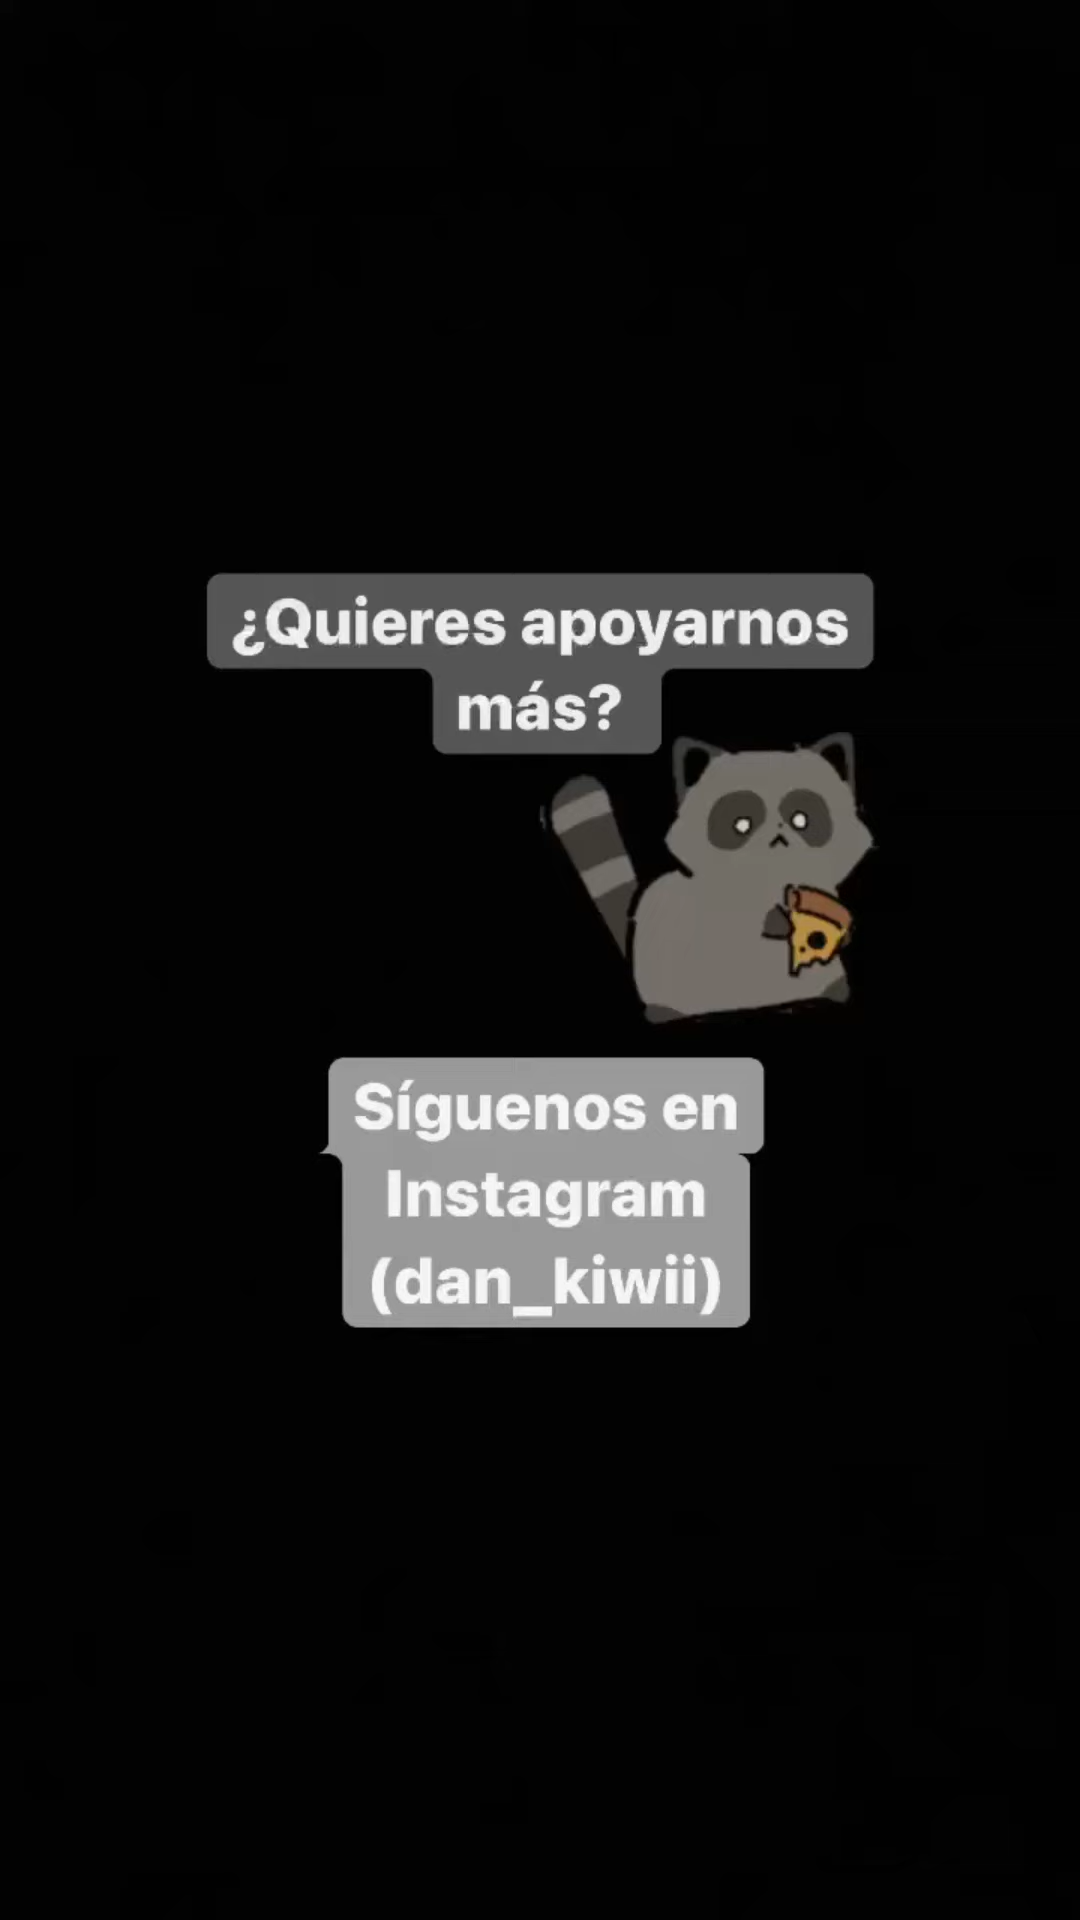 ¿Quieres apoyarnos
más?
Síguenos en
Instagram
(dan_kiwii)